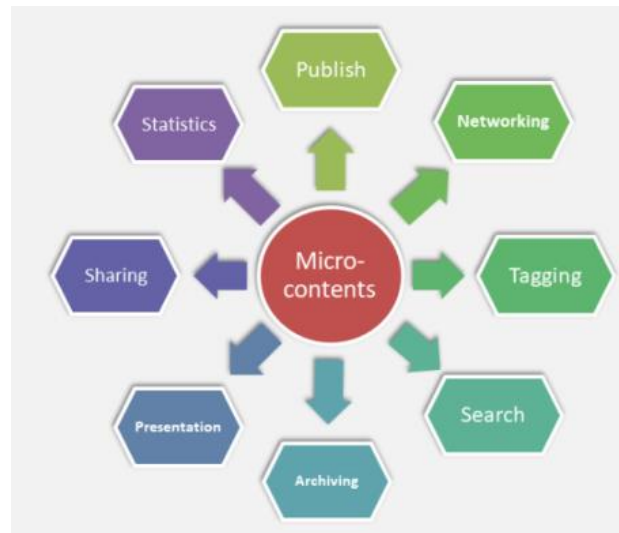 Publish
Statistics
Networking
Micro-
contents
Sharing
Tagging
Presentation
Search
Archiving